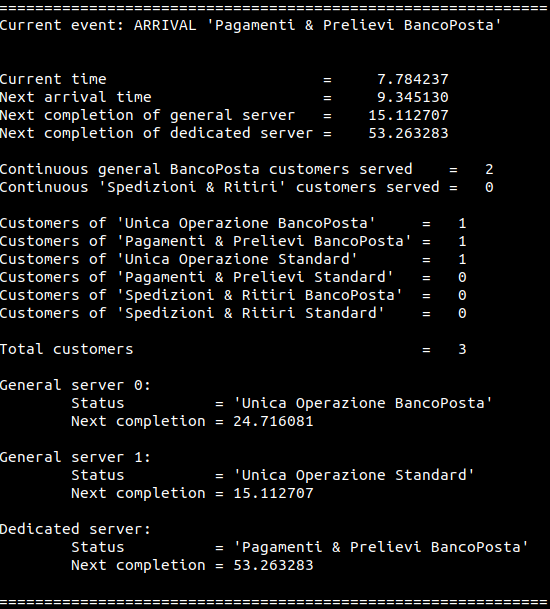 =============================================================
Current event: ARRIVAL 'Pagamenti & Prelievi BancoPosta'
Current time                        =     7.784237
Next arrival time                   =     9.345130
Next completion of general server   =    15.112707
Next completion of dedicated server =    53.263283
Continuous general BancoPosta customers served    =   2
Continuous 'Spedizioni & Ritiri' customers served =   0
Customers of 'Unica Operazione BancoPosta'     =   1
Customers of 'Pagamenti & Prelievi BancoPosta' =   1
Customers of 'Unica Operazione Standard'       =   1
Customers of 'Pagamenti & Prelievi Standard'   =   0
Customers of 'Spedizioni & Ritiri BancoPosta'  =   0
Customers of 'Spedizioni & Ritiri Standard'    =   0
Total customers                                =   3
General server 0:
        Status          = 'Unica Operazione BancoPosta'
        Next completion = 24.716081
General server 1:
        Status          = 'Unica Operazione Standard'
        Next completion = 15.112707
Dedicated server:
        Status          = 'Pagamenti & Prelievi BancoPosta'
        Next completion = 53.263283
=============================================================